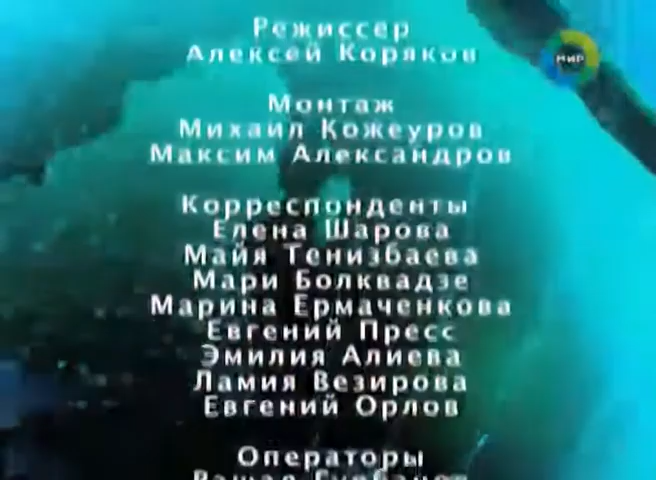 Режиссёр
Алексей Коряков
мир
Монтаж
Михаил Кожеуров
Максим Александров
Корреспонденты
Елена Шарова
Майя Тенизбаева
Мари Болквадзе
Марина Ермаченкова
Евгений Пресс
Эмилия Алиева
Ламия Везирова
Евгений Орлов
Операторы